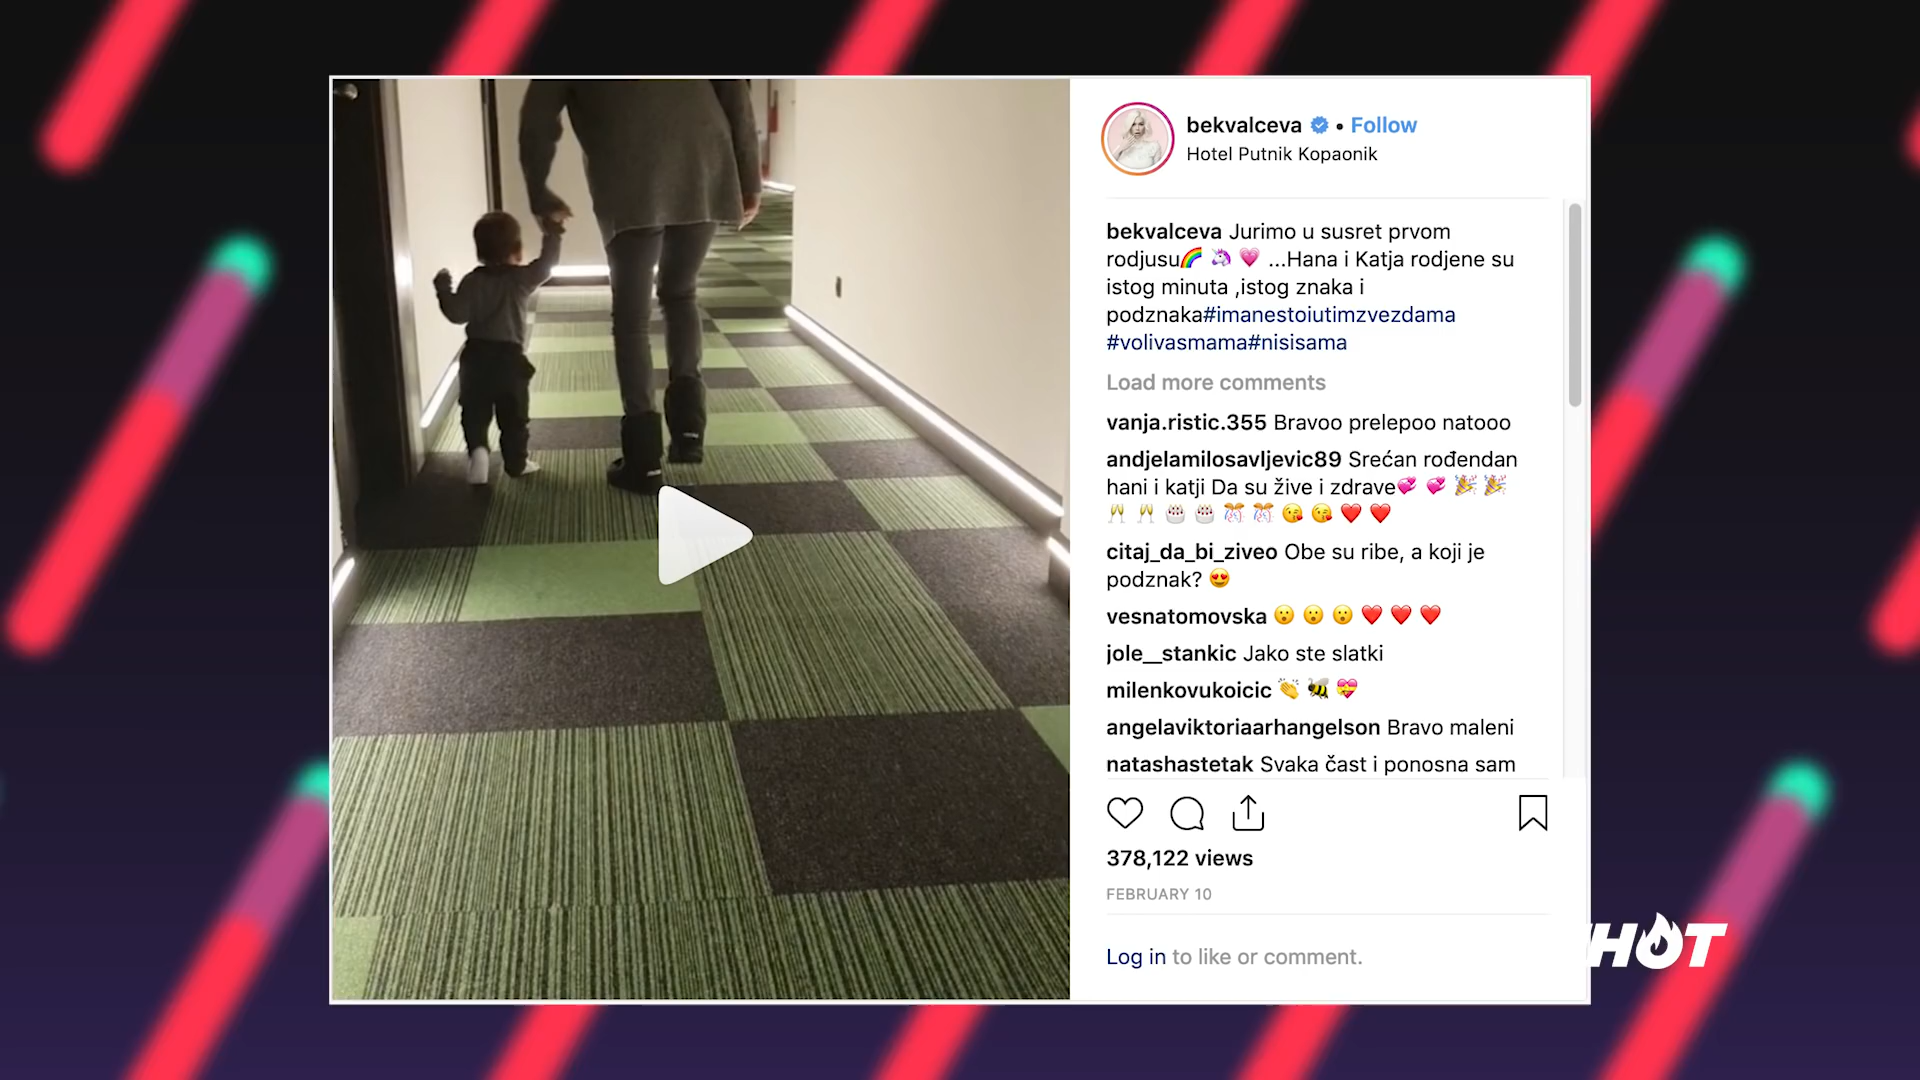 bekvalceva • Follow
Hotel Putnik Kopaonik
bekvalceva Jurimo u susret prvom
rodjusu🌈 🦄 💗 ...Hana i Katja rodjene su
istog minuta ,istog znaka i
podznaka#imanestoiutimzvezdama
#volivasmama#nisisama
Load more comments
vanja.ristic.355 Bravoo prelepoo natooo
andjelamilosavljevic89 Srećan rođendan
hani i katji Da su žive i zdrave💞 💞 🎉 🎉
🥂 🥂 🎂 🎂 🎊 🎊 😘 😘 ❤️ ❤️
citaj_da_bi_ziveo Obe su ribe, a koji je
podznak? 😍
vesnatomovska 😮 😮 😮 ❤️ ❤️ ❤️
jole__stankic Jako ste slatki
milenkovukoicic 👏 🐝 💝
angelaviktoriaarhangelson Bravo maleni
natashastetak Svaka čast i ponosna sam
378,122 views
FEBRUARY 10
Log in to like or comment.
HOT